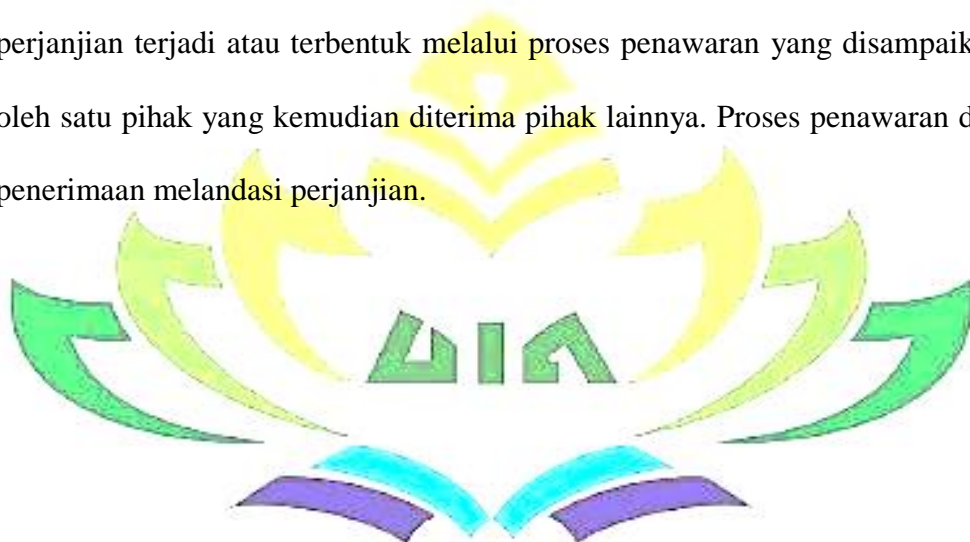 perjanjian terjadi atau terbentuk melalui proses penawaran yang disampaik
oleh satu pihak yang kemudian diterima pihak lainnya. Proses penawaran d
penerimaan melandasi perjanjian.
UIN